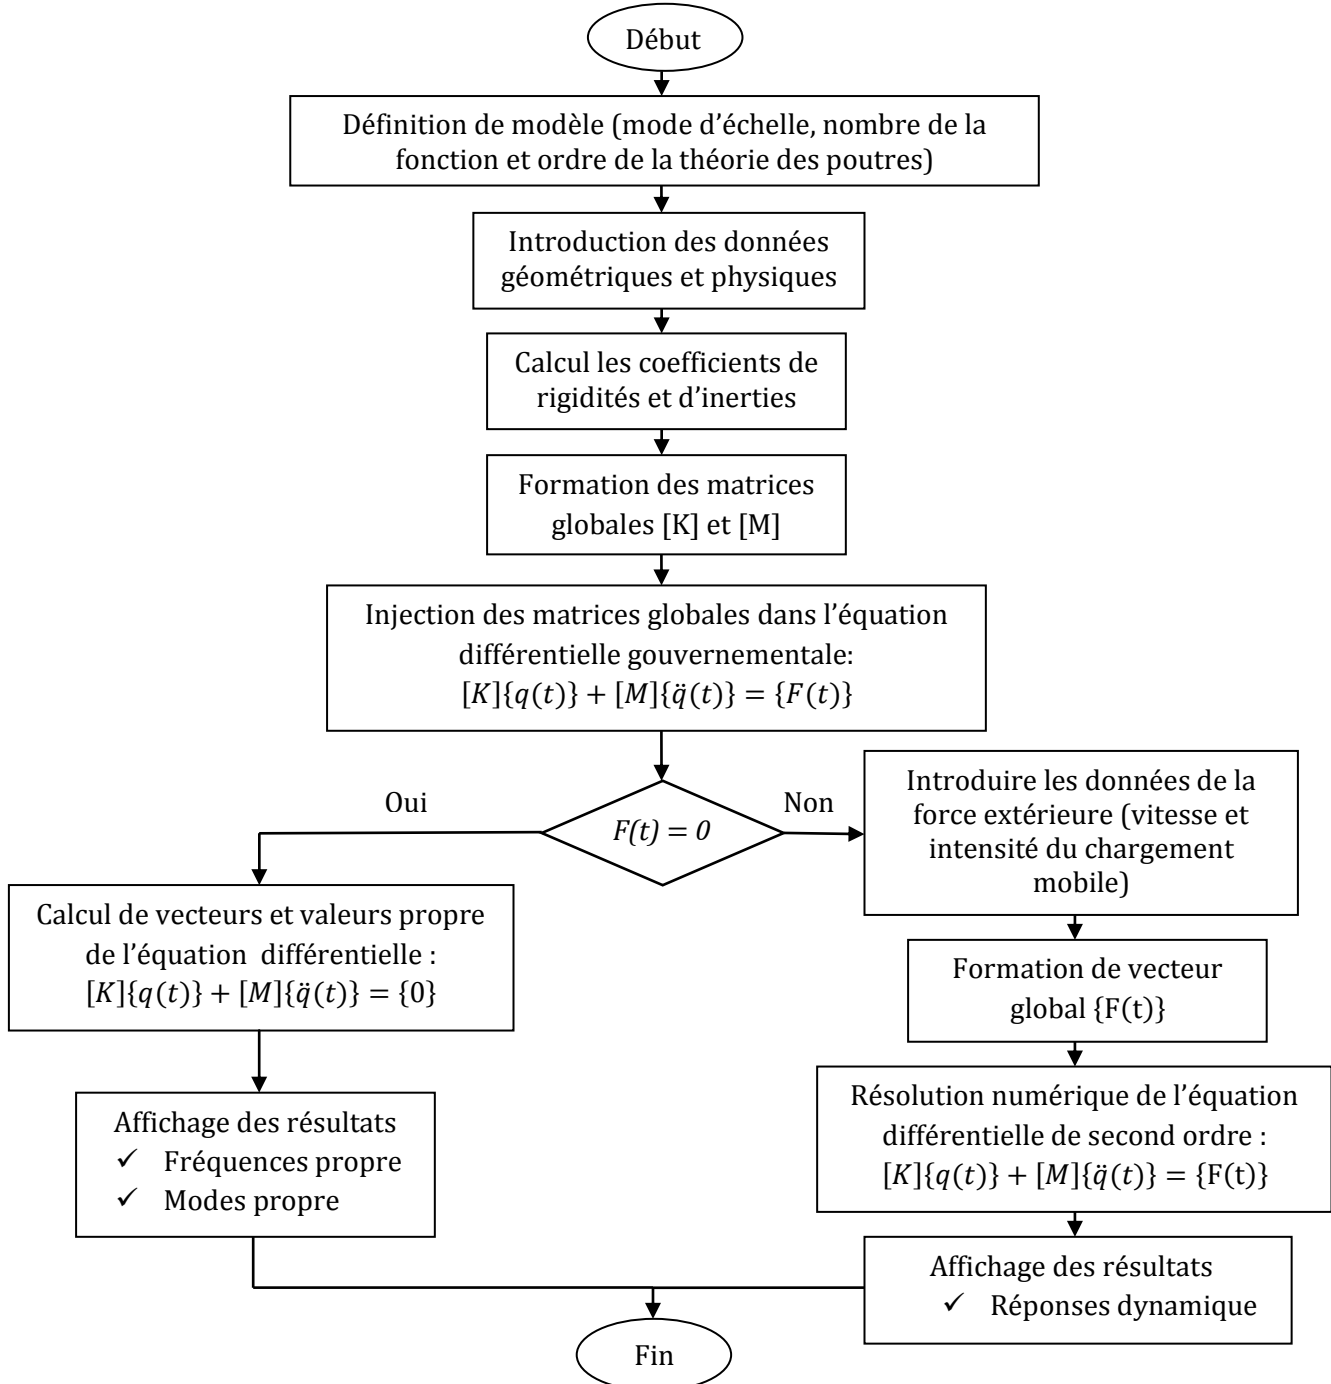 Début
Définition de modèle (mode d’échelle, nombre de la
fonction et ordre de la théorie des poutres)
Introduction des données
géométriques et physiques
Calcul les coefficients de
rigidités et d’inerties
Formation des matrices
globales [K] et [M]
Injection des matrices globales dans l’équation
différentielle gouvernementale:
[K]{q(t)} + [M]{q̈(t)} = {F(t)}
Oui
F(t) = 0
Non
Calcul de vecteurs et valeurs propre
de l’équation différentielle :
[K]{q(t)} + [M]{q̈(t)} = {0}
Affichage des résultats
✓ Fréquences propre
✓ Modes propre
Introduire les données de la
force extérieure (vitesse et
intensité du chargement
mobile)
Formation de vecteur
global {F(t)}
Résolution numérique de l’équation
différentielle de second ordre :
[K]{q(t)} + [M]{q̈(t)} = {F(t)}
Affichage des résultats
✓ Réponses dynamique
Fin